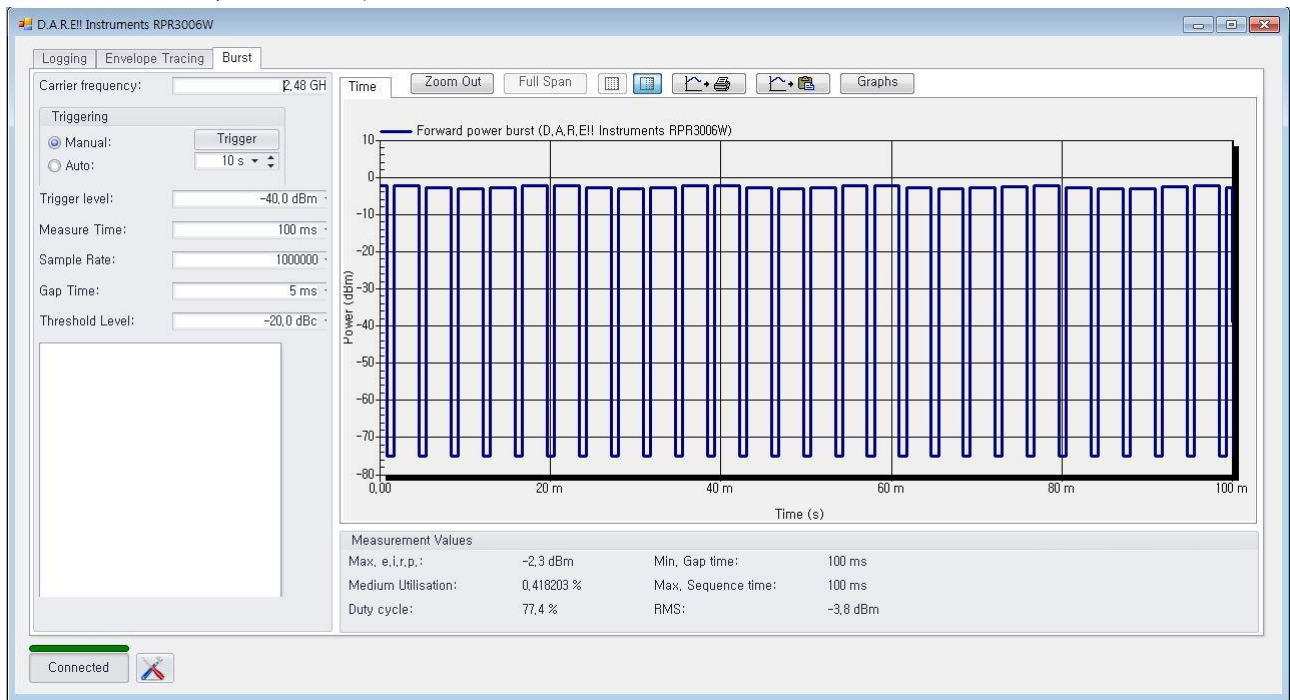 D.A.R.E!! Instruments RPR3006W
Logging Envelope Tracing Burst
Carrier frequency: 2,48 GH
Triggering
Manual: Trigger
Auto: 10 s
Trigger level: -40,0 dBm
Measure Time: 100 ms
Sample Rate: 1000000
Gap Time: 5 ms
Threshold Level: -20,0 dBc
Time Zoom Out Full Span Graphs
Forward power burst (D,A,R,E!! Instruments RPR3006W)
Power (dBm)
10
0
-10
-20
-30
-40
-50
-60
-70
-80
0,00 20 m 40 m 60 m 80 m 100 m
Time (s)
Measurement Values
Max, e,i,r,p,: -2,3 dBm Min, Gap time: 100 ms
Medium Utilisation: 0,418203 % Max, Sequence time: 100 ms
Duty cycle: 77,4 % RMS: -3,8 dBm
Connected